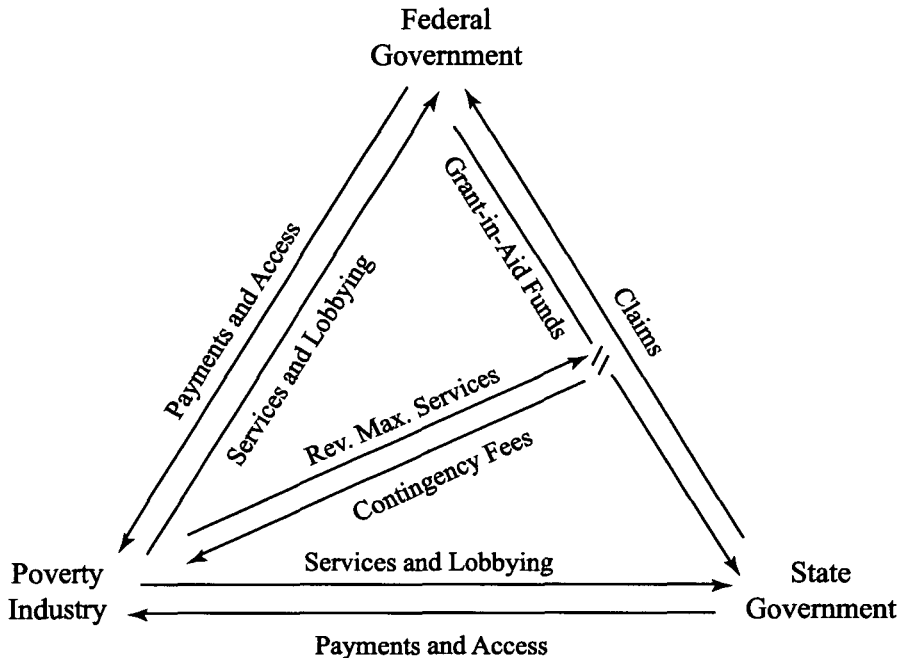 Federal
Government
Grant-in-Aid Funds
Payments and Access
Services and Lobbying
Claims
Rev. Max. Services
Contingency Fees
Services and Lobbying
Poverty
Industry
State
Government
Payments and Access